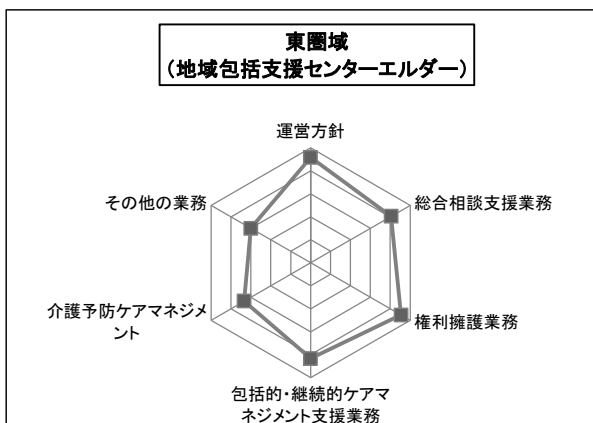 東圏域
（地域包括支援センターエルダー）
運営方針
その他の業務
総合相談支援業務
介護予防ケアマネジメ
ント
権利擁護業務
包括的・継続的ケアマ
ネジメント支援業務